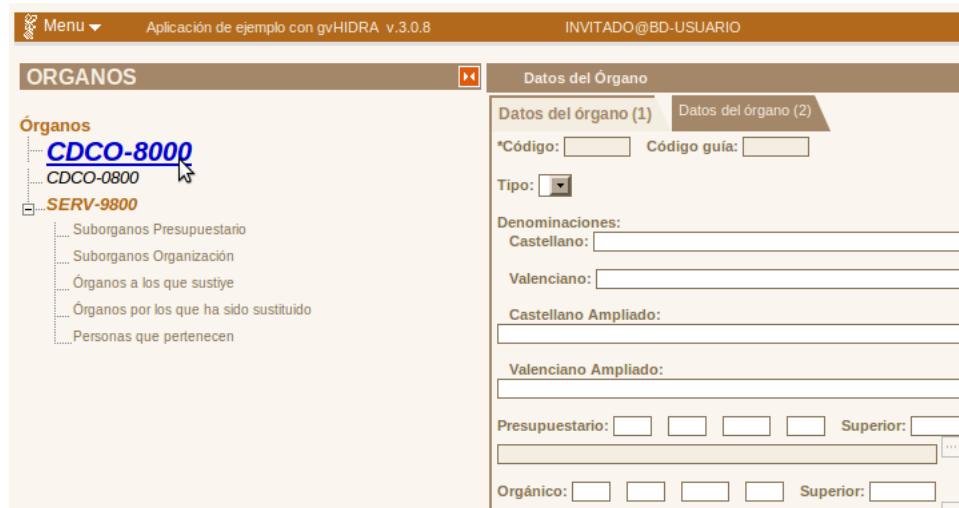 Menu Aplicación de ejemplo con gvHIDRA v.3.0.8 INVITADO@BD-USUARIO
ORGANOS
Órganos
CDCO-8000
CDCO-0800
SERV-9800
Suborganos Presupuestario
Suborganos Organización
Órganos a los que sustiye
Órganos por los que ha sido sustituido
Personas que pertenecen
Datos del Órgano
Datos del órgano (1) Datos del órgano (2)
*Código: Código guía:
Tipo:
Denominaciones:
Castellano:
Valenciano:
Castellano Ampliado:
Valenciano Ampliado:
Presupuestario: Superior:
...
Orgánico: Superior: